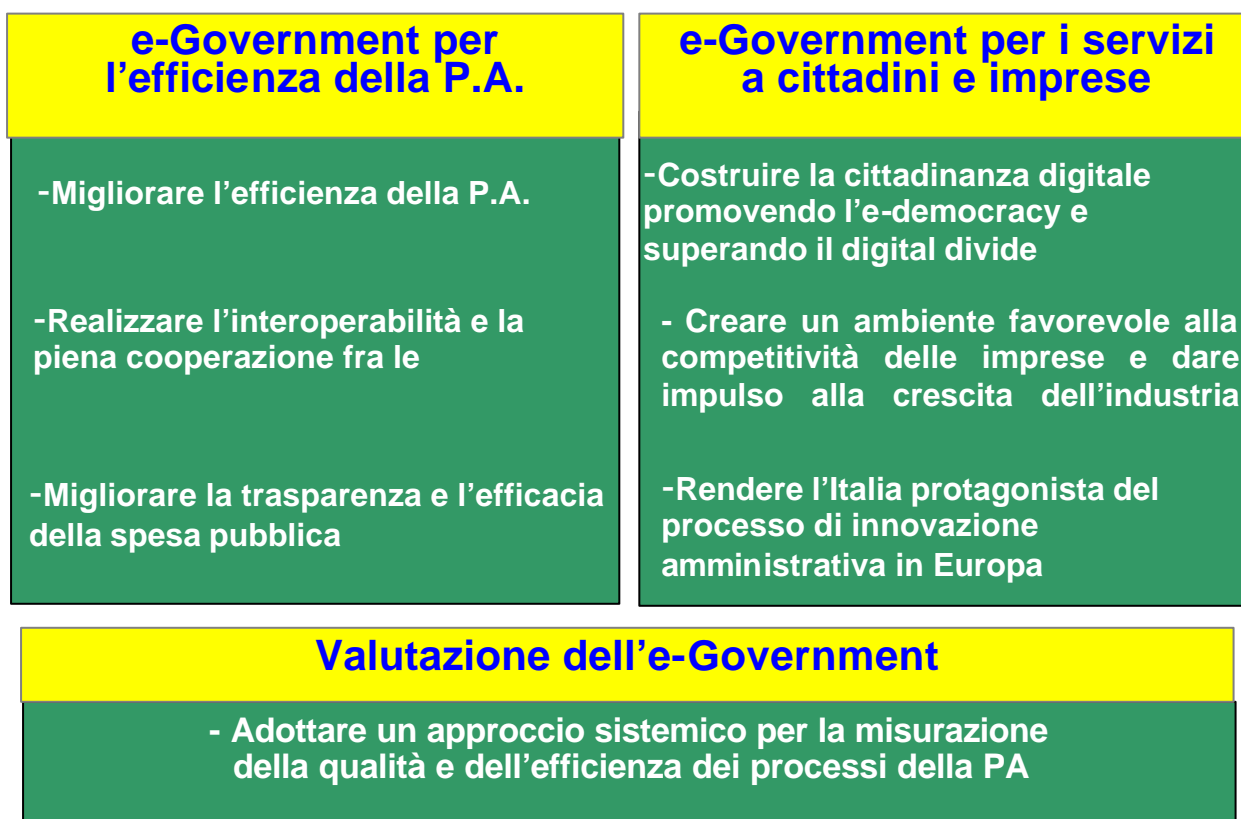 e-Government per
l’efficienza della P.A.
-Migliorare l’efficienza della P.A.
-Realizzare l’interoperabilità e la
piena cooperazione fra le
-Migliorare la trasparenza e l’efficacia
della spesa pubblica
e-Government per i servizi
a cittadini e imprese
-Costruire la cittadinanza digitale
promovendo l’e-democracy e
superando il digital divide
- Creare un ambiente favorevole alla
competitività delle imprese e dare
impulso alla crescita dell’industria
-Rendere l’Italia protagonista del
processo di innovazione
amministrativa in Europa
Valutazione dell’e-Government
- Adottare un approccio sistemico per la misurazione
della qualità e dell’efficienza dei processi della PA